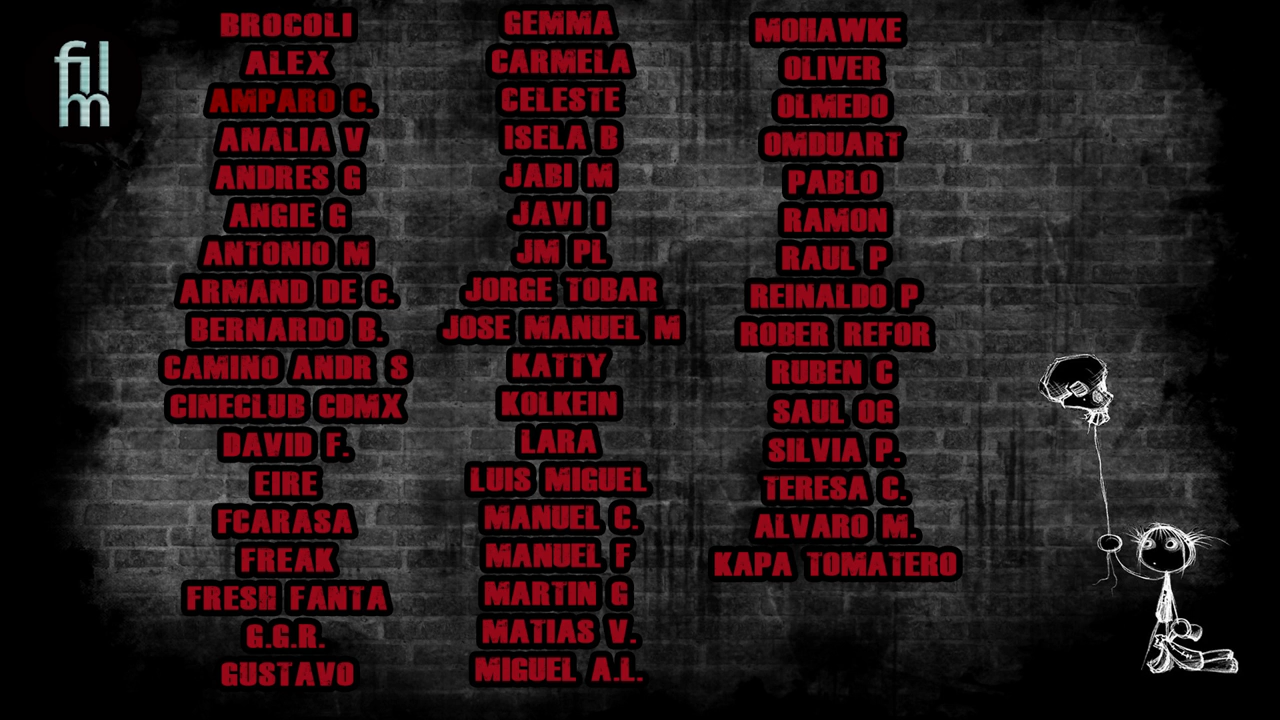 film
BROCOLI
ALEX
AMPARO C.
ANALIA V
ANDRES G
ANGIE G
ANTONIO M
ARMAND DE C.
BERNARDO B.
CAMINO ANDR S
CINECLUB CDMX
DAVID F.
EIRE
FCARASA
FREAK
FRESH FANTA
G.G.R.
GUSTAVO
GEMMA
CARMELA
CELESTE
ISELA B
JABI M
JAVI I
JM PL
JORGE TOBAR
JOSE MANUEL M
KATTY
KOLKEIN
LARA
LUIS MIGUEL
MANUEL C.
MANUEL F
MARTIN G
MATIAS V.
MIGUEL A.L.
MOHAWKE
OLIVER
OLMEDO
OMDUART
PABLO
RAMON
RAUL P
REINALDO P
ROBER REFOR
RUBEN C
SAUL OG
SILVIA P.
TERESA C.
ALVARO M.
KAPA TOMATERO